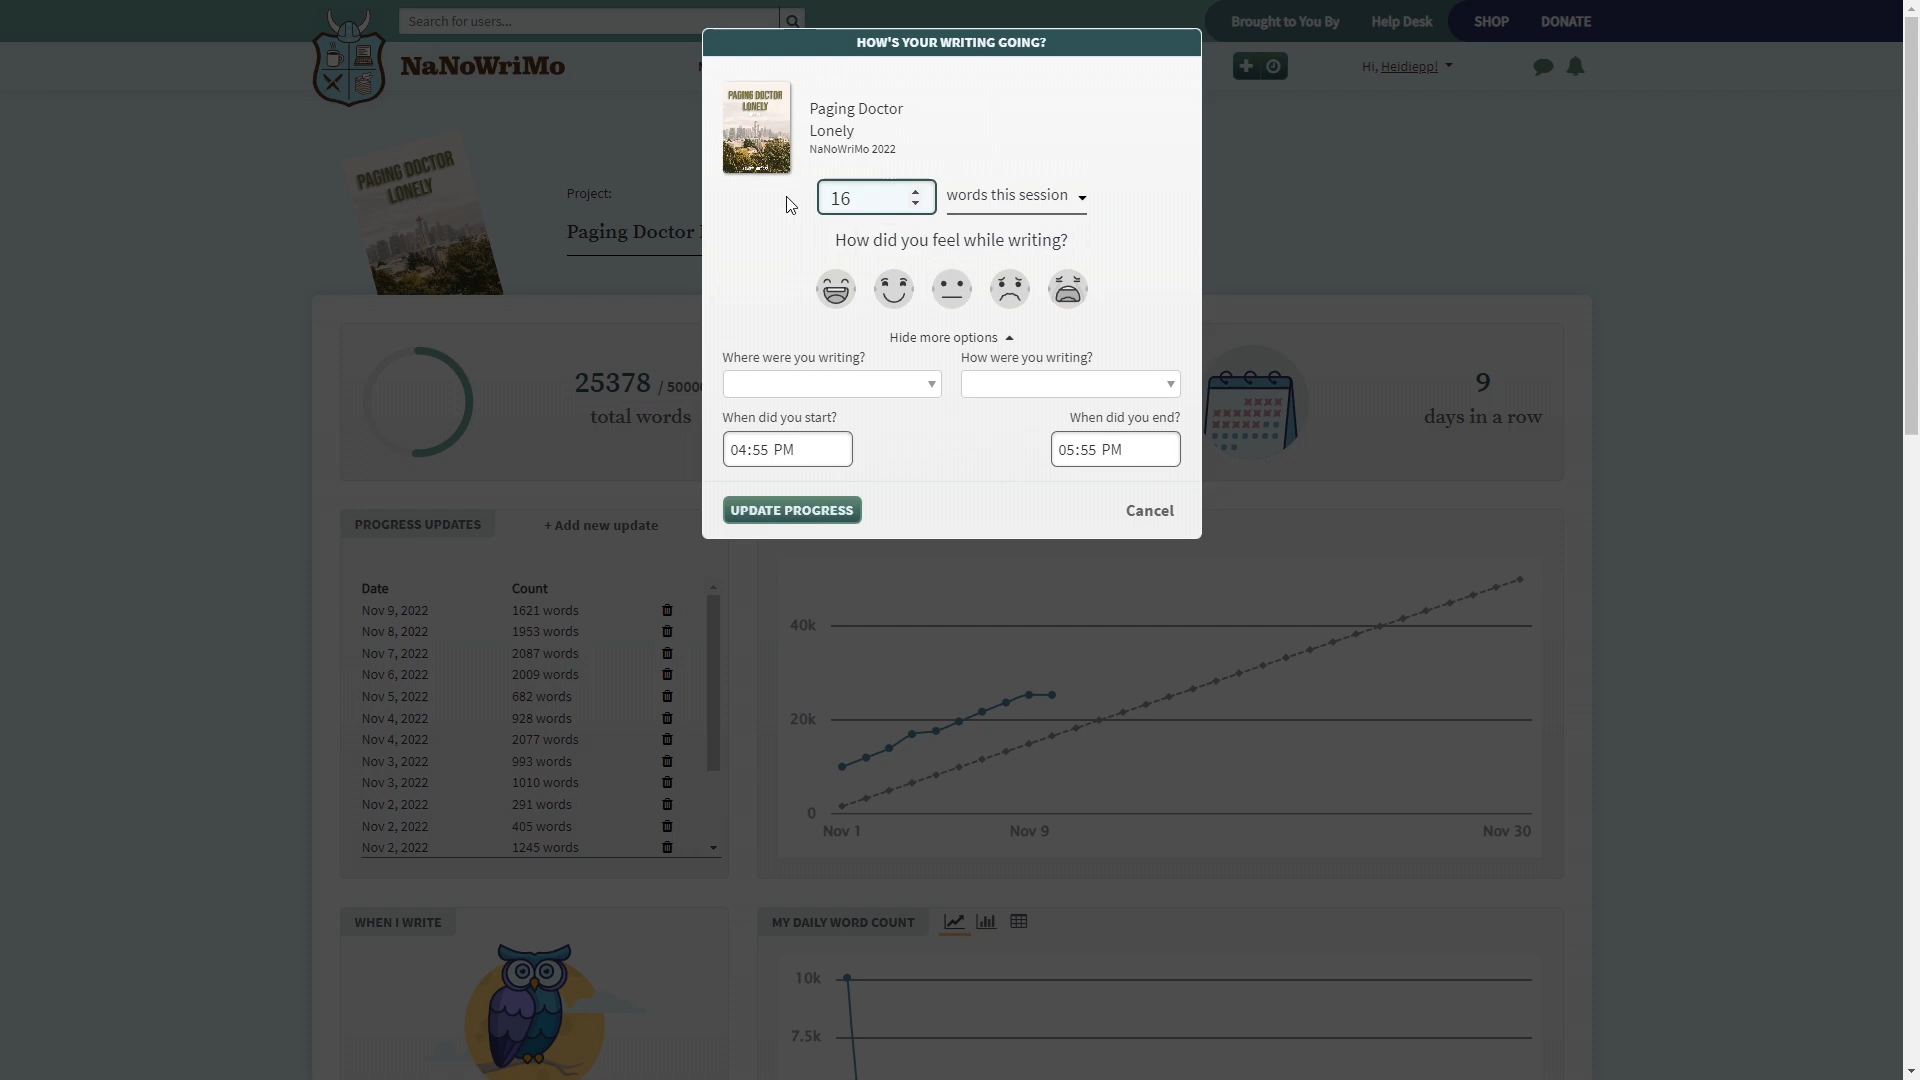 Search for users...
Brought to You By
Help Desk
SHOP
DONATE
NaNoWriMo
Hi, Heidiepp!
HOW'S YOUR WRITING GOING?
PAGING DOCTOR
LONELY
Paging Doctor
Lonely
NaNoWriMo 2022
16
words this session
How did you feel while writing?
Hide more options
Where were you writing?
How were you writing?
When did you start?
When did you end?
04:55 PM
05:55 PM
UPDATE PROGRESS
Cancel
PAGING DOCTOR
LONELY
Project:
Paging Doctor
25378 / 5000
total words
9
days in a row
PROGRESS UPDATES
+ Add new update
Date Count
Nov 9, 2022 1621 words
Nov 8, 2022 1953 words
Nov 7, 2022 2087 words
Nov 6, 2022 2009 words
Nov 5, 2022 682 words
Nov 4, 2022 928 words
Nov 4, 2022 2077 words
Nov 3, 2022 993 words
Nov 3, 2022 1010 words
Nov 2, 2022 291 words
Nov 2, 2022 405 words
Nov 2, 2022 1245 words
40k
20k
0
Nov 1
Nov 9
Nov 30
WHEN I WRITE
MY DAILY WORD COUNT
10k
7.5k